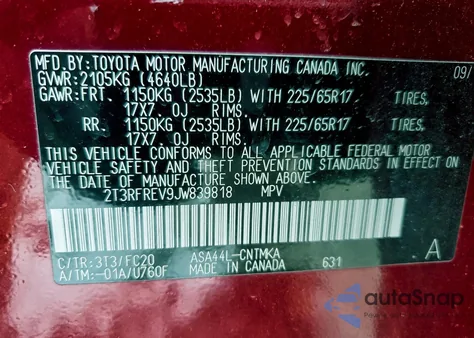 MFD.BY:TOYOTA MOTOR MANUFACTURING CANADA INC. 09/
GVWR:2105KG (4640LB)
GAWR:FRT. 1150KG (2535LB) WITH 225/65R17 TIRES,
17X7 0J RIMS.
RR. 1150KG (2535LB) WITH 225/65R17 TIRES,
17X7 0J RIMS.
THIS VEHICLE CONFORMS TO ALL APPLICABLE FEDERAL MOTOR
VEHICLE SAFETY AND THEFT PREVENTION STANDARDS IN EFFECT ON
THE DATE OF MANUFACTURE SHOWN ABOVE.
2T3RFREV9JW839818 MPV
C/TR:3T3/FC20 ASA44L-CNTMKA A
A/TM:-01A/U760F MADE IN CANADA 631
autoSnap